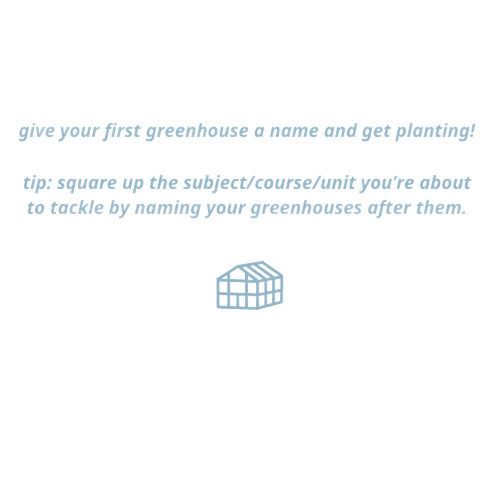 give your first greenhouse a name and get planting!
tip: square up the subject/course/unit you're about
to tackle by naming your greenhouses after them.